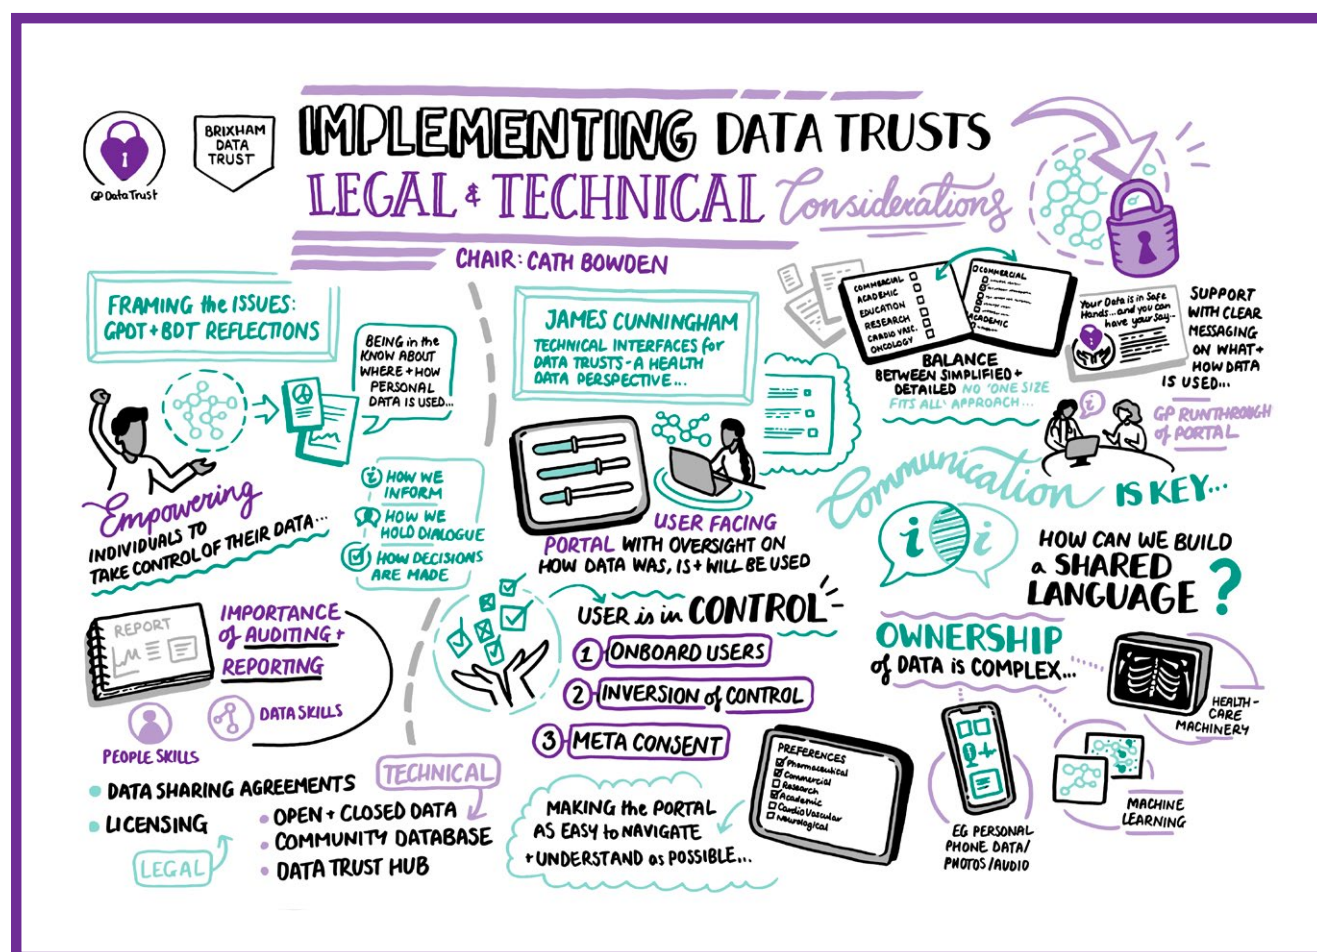 GP Data Trust
BRIXHAM
DATA
TRUST
IMPLEMENTING DATA TRUSTS
LEGAL & TECHNICAL Considerations
CHAIR: CATH BOWDEN
FRAMING the ISSUES:
GPDT + BDT REFLECTIONS
BEING in the
KNOW ABOUT
WHERE + HOW
PERSONAL
DATA IS USED...
Empowering
INDIVIDUALS TO
TAKE CONTROL OF THEIR DATA...
i HOW WE
INFORM
HOW WE
HOLD DIALOGUE
HOW DECISIONS
ARE MADE
REPORT
IMPORTANCE
of AUDITING +
REPORTING
PEOPLE SKILLS
DATA SKILLS
DATA SHARING AGREEMENTS
LICENSING
LEGAL
TECHNICAL
OPEN + CLOSED DATA
COMMUNITY DATABASE
DATA TRUST HUB
JAMES CUNNINGHAM
TECHNICAL INTERFACES for
DATA TRUSTS - A HEALTH
DATA PERSPECTIVE...
USER FACING
PORTAL WITH OVERSIGHT ON
HOW DATA WAS, IS + WILL BE USED
USER is in CONTROL
1 ONBOARD USERS
2 INVERSION of CONTROL
3 META CONSENT
MAKING the PORTAL
AS EASY to NAVIGATE
+ UNDERSTAND as POSSIBLE...
PREFERENCES
Pharmaceutical
Commercial
Research
Academic
Cardio Vascular
Neurological
COMMERCIAL
ACADEMIC
EDUCATION
RESEARCH
CARDIO VASC.
ONCOLOGY
COMMERCIAL
ACADEMIC
BALANCE
BETWEEN SIMPLIFIED +
DETAILED NO 'ONE SIZE
FITS ALL' APPROACH...
Your Data is in Safe
Hands...and you can
have your say...
SUPPORT
WITH CLEAR
MESSAGING
ON WHAT +
HOW DATA
IS USED...
i
GP RUNTHROUGH
of PORTAL
Communication IS KEY...
i i
HOW CAN WE BUILD
a SHARED
LANGUAGE ?
OWNERSHIP
of DATA IS COMPLEX...
HEALTH-
CARE
MACHINERY
MACHINE
LEARNING
EG PERSONAL
PHONE DATA/
PHOTOS/AUDIO